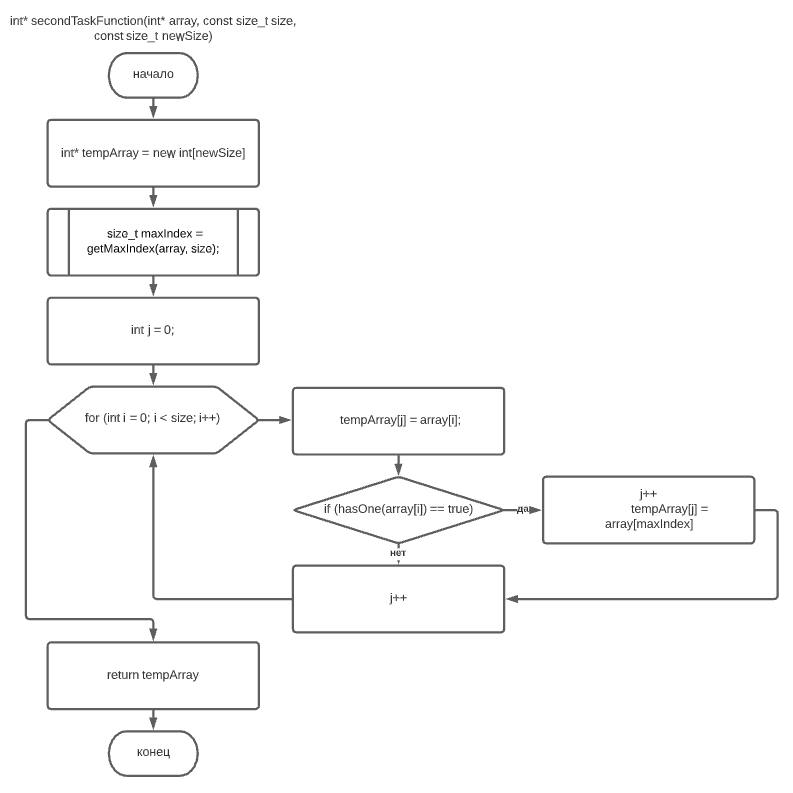 int* secondTaskFunction(int* array, const size_t size,
const size_t newSize)
начало
int* tempArray = new int[newSize]
size_t maxIndex =
getMaxIndex(array, size);
int j = 0;
for (int i = 0; i < size; i++)
tempArray[j] = array[i];
if (hasOne(array[i]) == true)
да
j++
tempArray[j] =
array[maxIndex]
нет
j++
return tempArray
конец